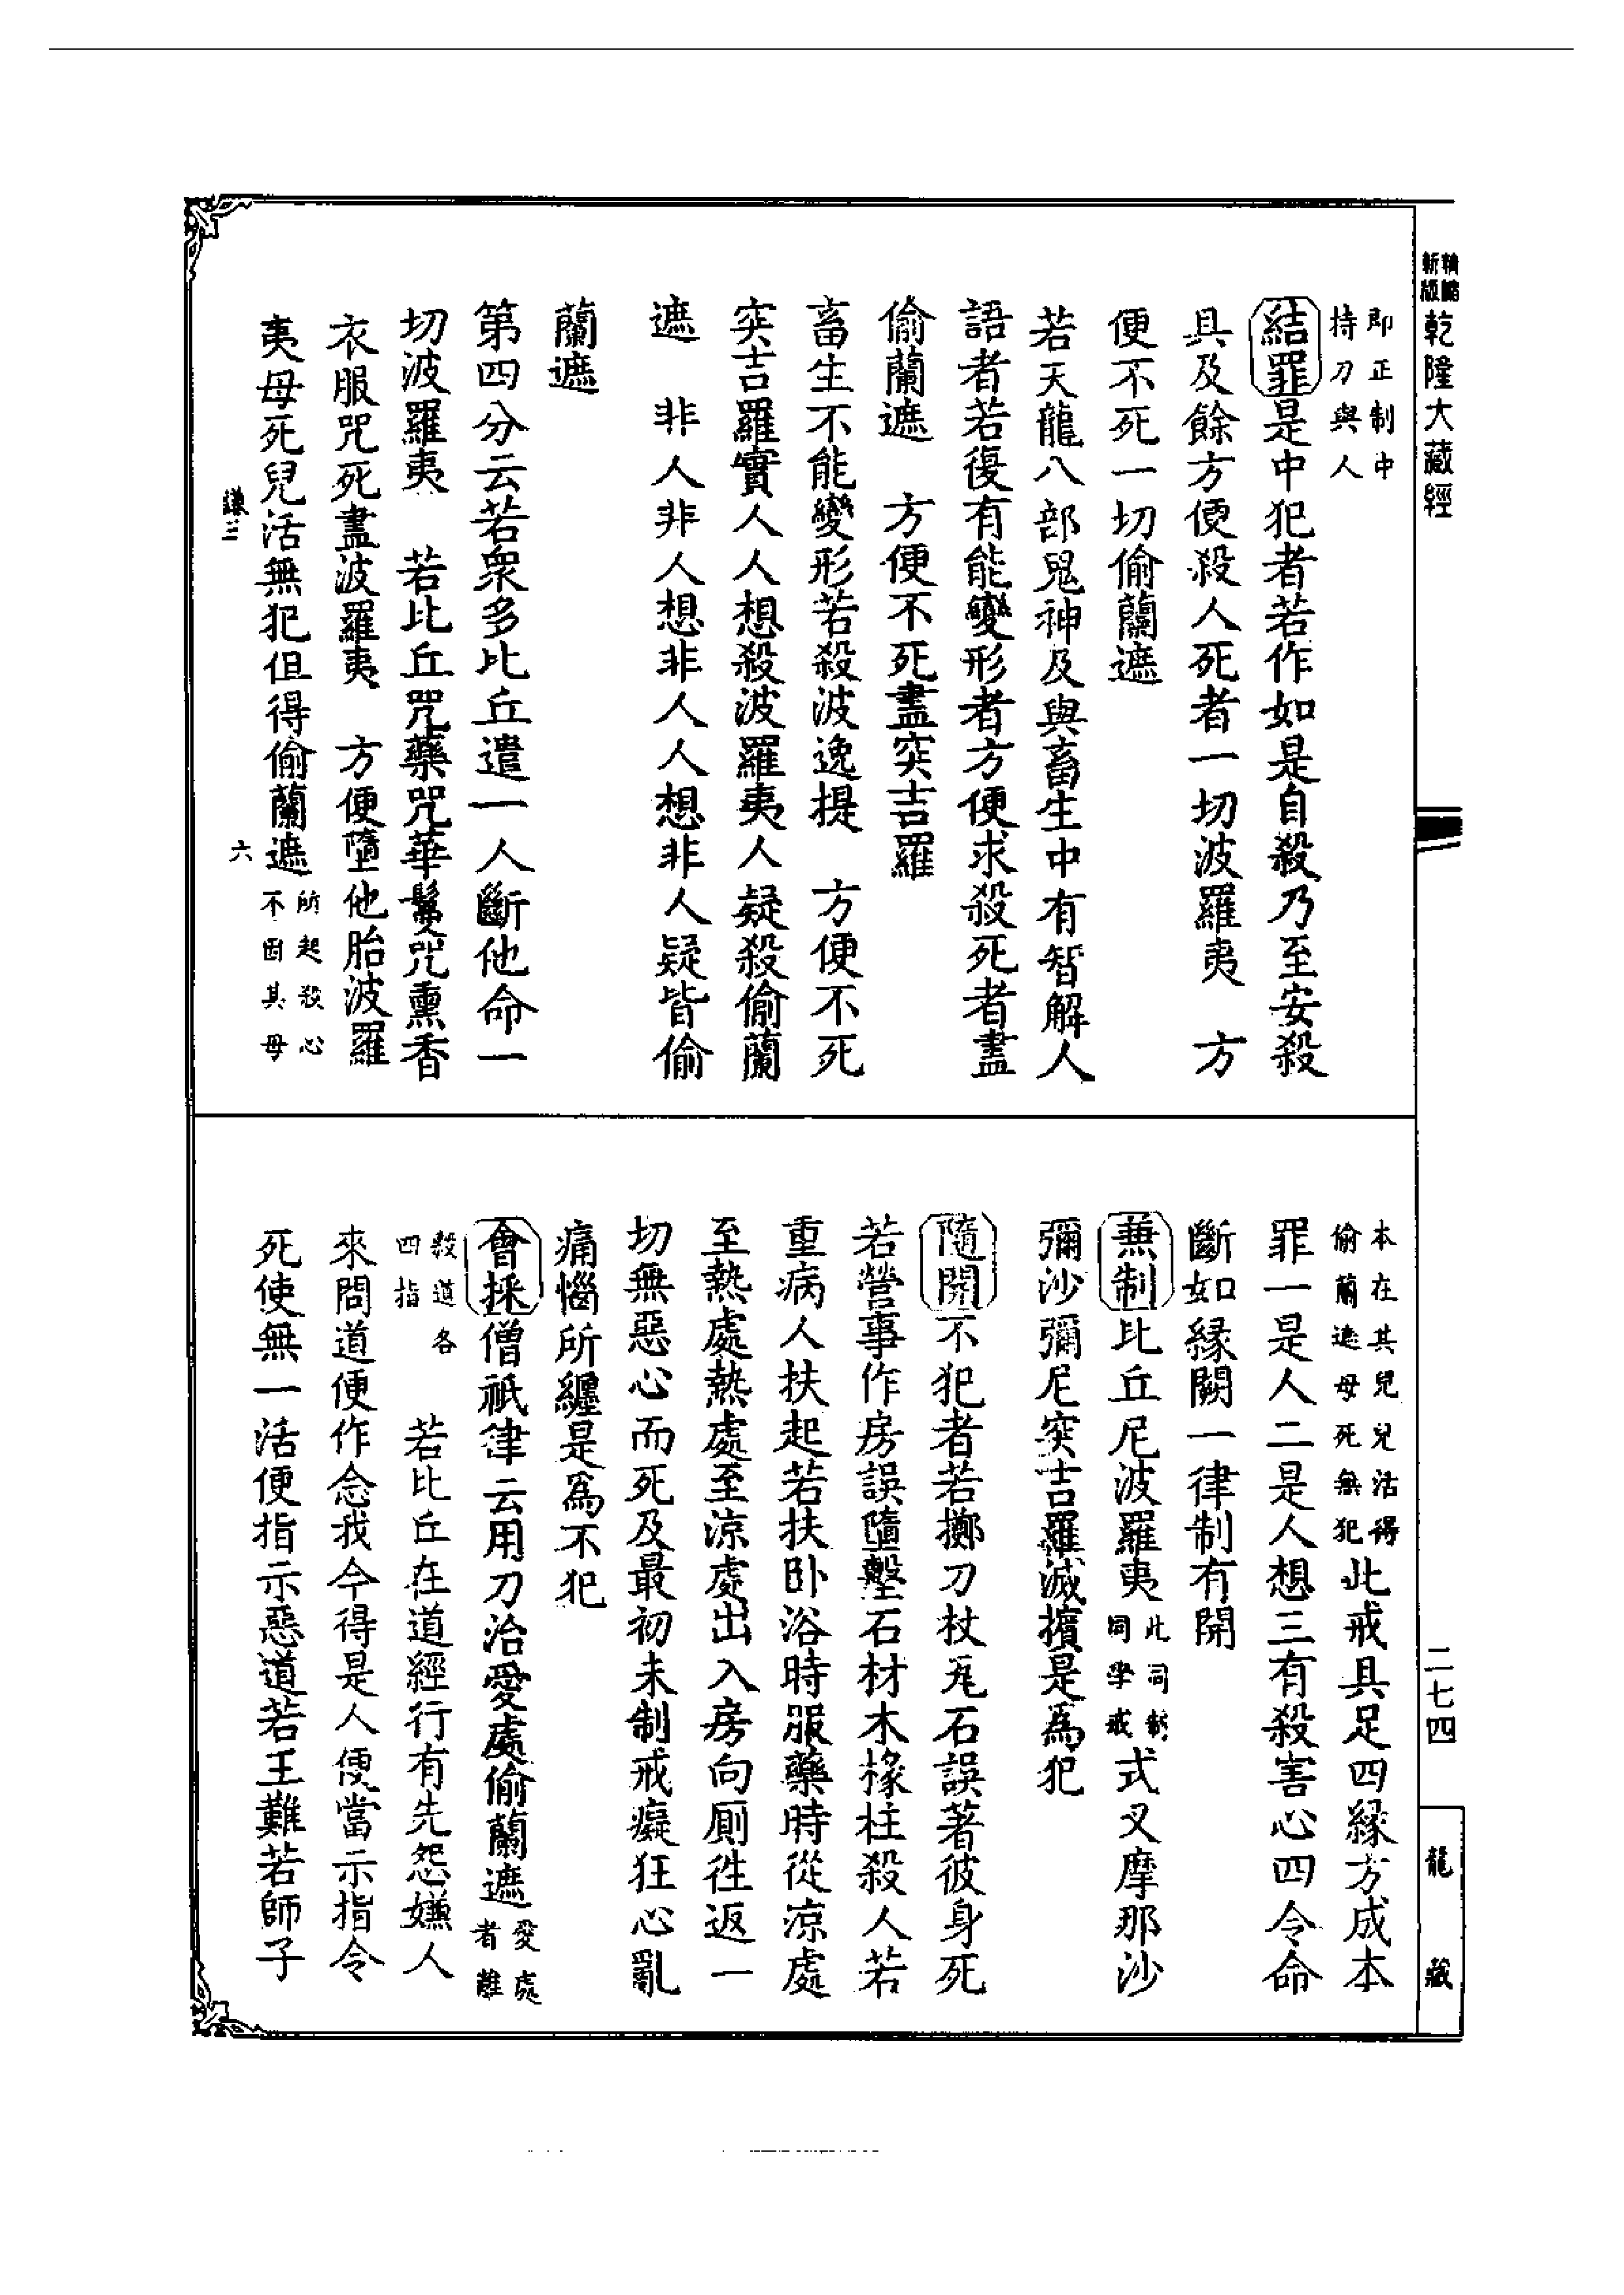 新版精縮
乾隆大藏經
即正制中
持刀與人
結罪是中犯者若作如是自殺乃至安殺
具及餘方便殺人死者一切波羅夷　方
便不死一切偷蘭遮
若天龍八部鬼神及與畜生中有智解人
語者若復有能變形者方便求殺死者盡
偷蘭遮　方便不死盡突吉羅
畜生不能變形若殺波逸提　方便不死
突吉羅實人人想殺波羅夷人疑殺偷蘭
遮　非人非人想非人人想非人疑皆偷
蘭遮
第四分云若衆多比丘遣一人斷他命一
切波羅夷　若比丘咒藥咒華鬘咒熏香
衣服咒死盡波羅夷　方便墮他胎波羅
夷母死兒活無犯但得偷蘭遮所起殺心
不因其母
謙三
六
本在其兒兒活得
偷蘭遮母死無犯此戒具足四緣方成本
罪一是人二是人想三有殺害心四令命
斷如緣闕一律制有開
兼制比丘尼波羅夷此同制
同學戒式叉摩那沙
彌沙彌尼突吉羅滅擯是爲犯
隨開不犯者若擲刀杖瓦石誤著彼身死
若營事作房誤墮墼石材木椽柱殺人若
重病人扶起若扶卧浴時服藥時從涼處
至熱處熱處至涼處出入房向厠徃返一
切無惡心而死及最初未制戒癡狂心亂
痛惱所纏是爲不犯
會採僧祇律云用刀治愛處偷蘭遮愛處
者離
穀道各
四指　若比丘在道經行有先怨嫌人
來問道便作念我今得是人便當示指令
死使無一活便指示惡道若王難若師子
二七四
龍藏